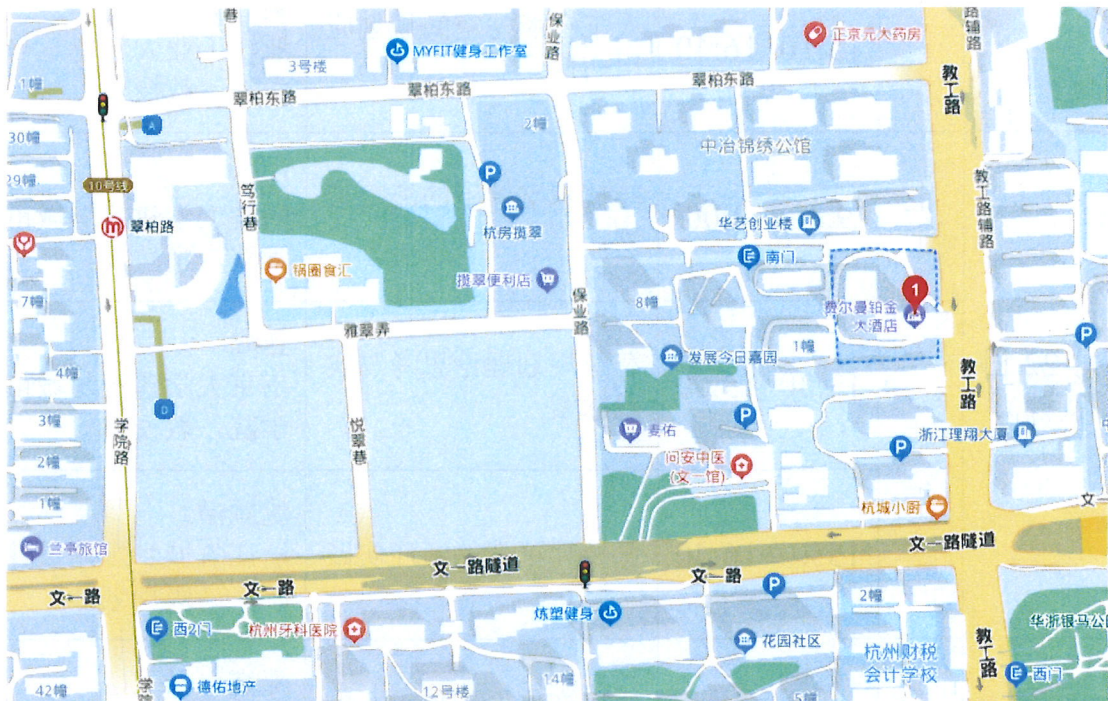 巷
保业路
路辅路
正京元大药房
MYFIT健身工作室
3号楼
教工路
1幢
翠柏东路
翠柏东路
翠柏东路
A
2幢
30幢
中冶锦绣公馆
29幢
10号线
P
教工路辅路
笃行巷
翠柏路
杭房揽翠
华艺创业楼
南门
锅圈食汇
揽翠便利店
1
7幢
保业路
8幢
费尔曼铂金
大酒店
雅翠弄
1幢
P
发展今日嘉园
4幢
教工路
D
P
3幢
学院路
悦翠巷
麦佑
浙江理翔大厦
P
2幢
问安中医
(文一馆)
1幢
杭城小厨
文一
兰亭旅馆
文一路隧道
文一路隧道
文一路
文一路
文一路
P
2幢
炼塑健身
西2门
杭州牙科医院
花园社区
华浙银马公
教工路
杭州财税
会计学校
西门
42幢
学院
德佑地产
12号楼
14幢
5幢